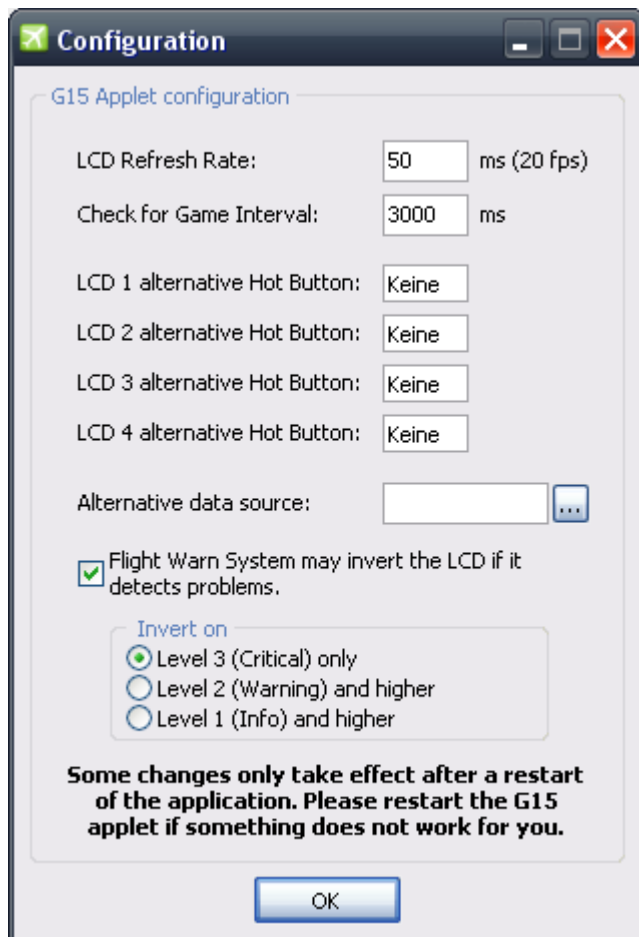 Configuration
G15 Applet configuration
LCD Refresh Rate: 50 ms (20 fps)
Check for Game Interval: 3000 ms
LCD 1 alternative Hot Button: Keine
LCD 2 alternative Hot Button: Keine
LCD 3 alternative Hot Button: Keine
LCD 4 alternative Hot Button: Keine
Alternative data source: ...
Flight Warn System may invert the LCD if it
detects problems.
Invert on
Level 3 (Critical) only
Level 2 (Warning) and higher
Level 1 (Info) and higher
Some changes only take effect after a restart
of the application. Please restart the G15
applet if something does not work for you.
OK